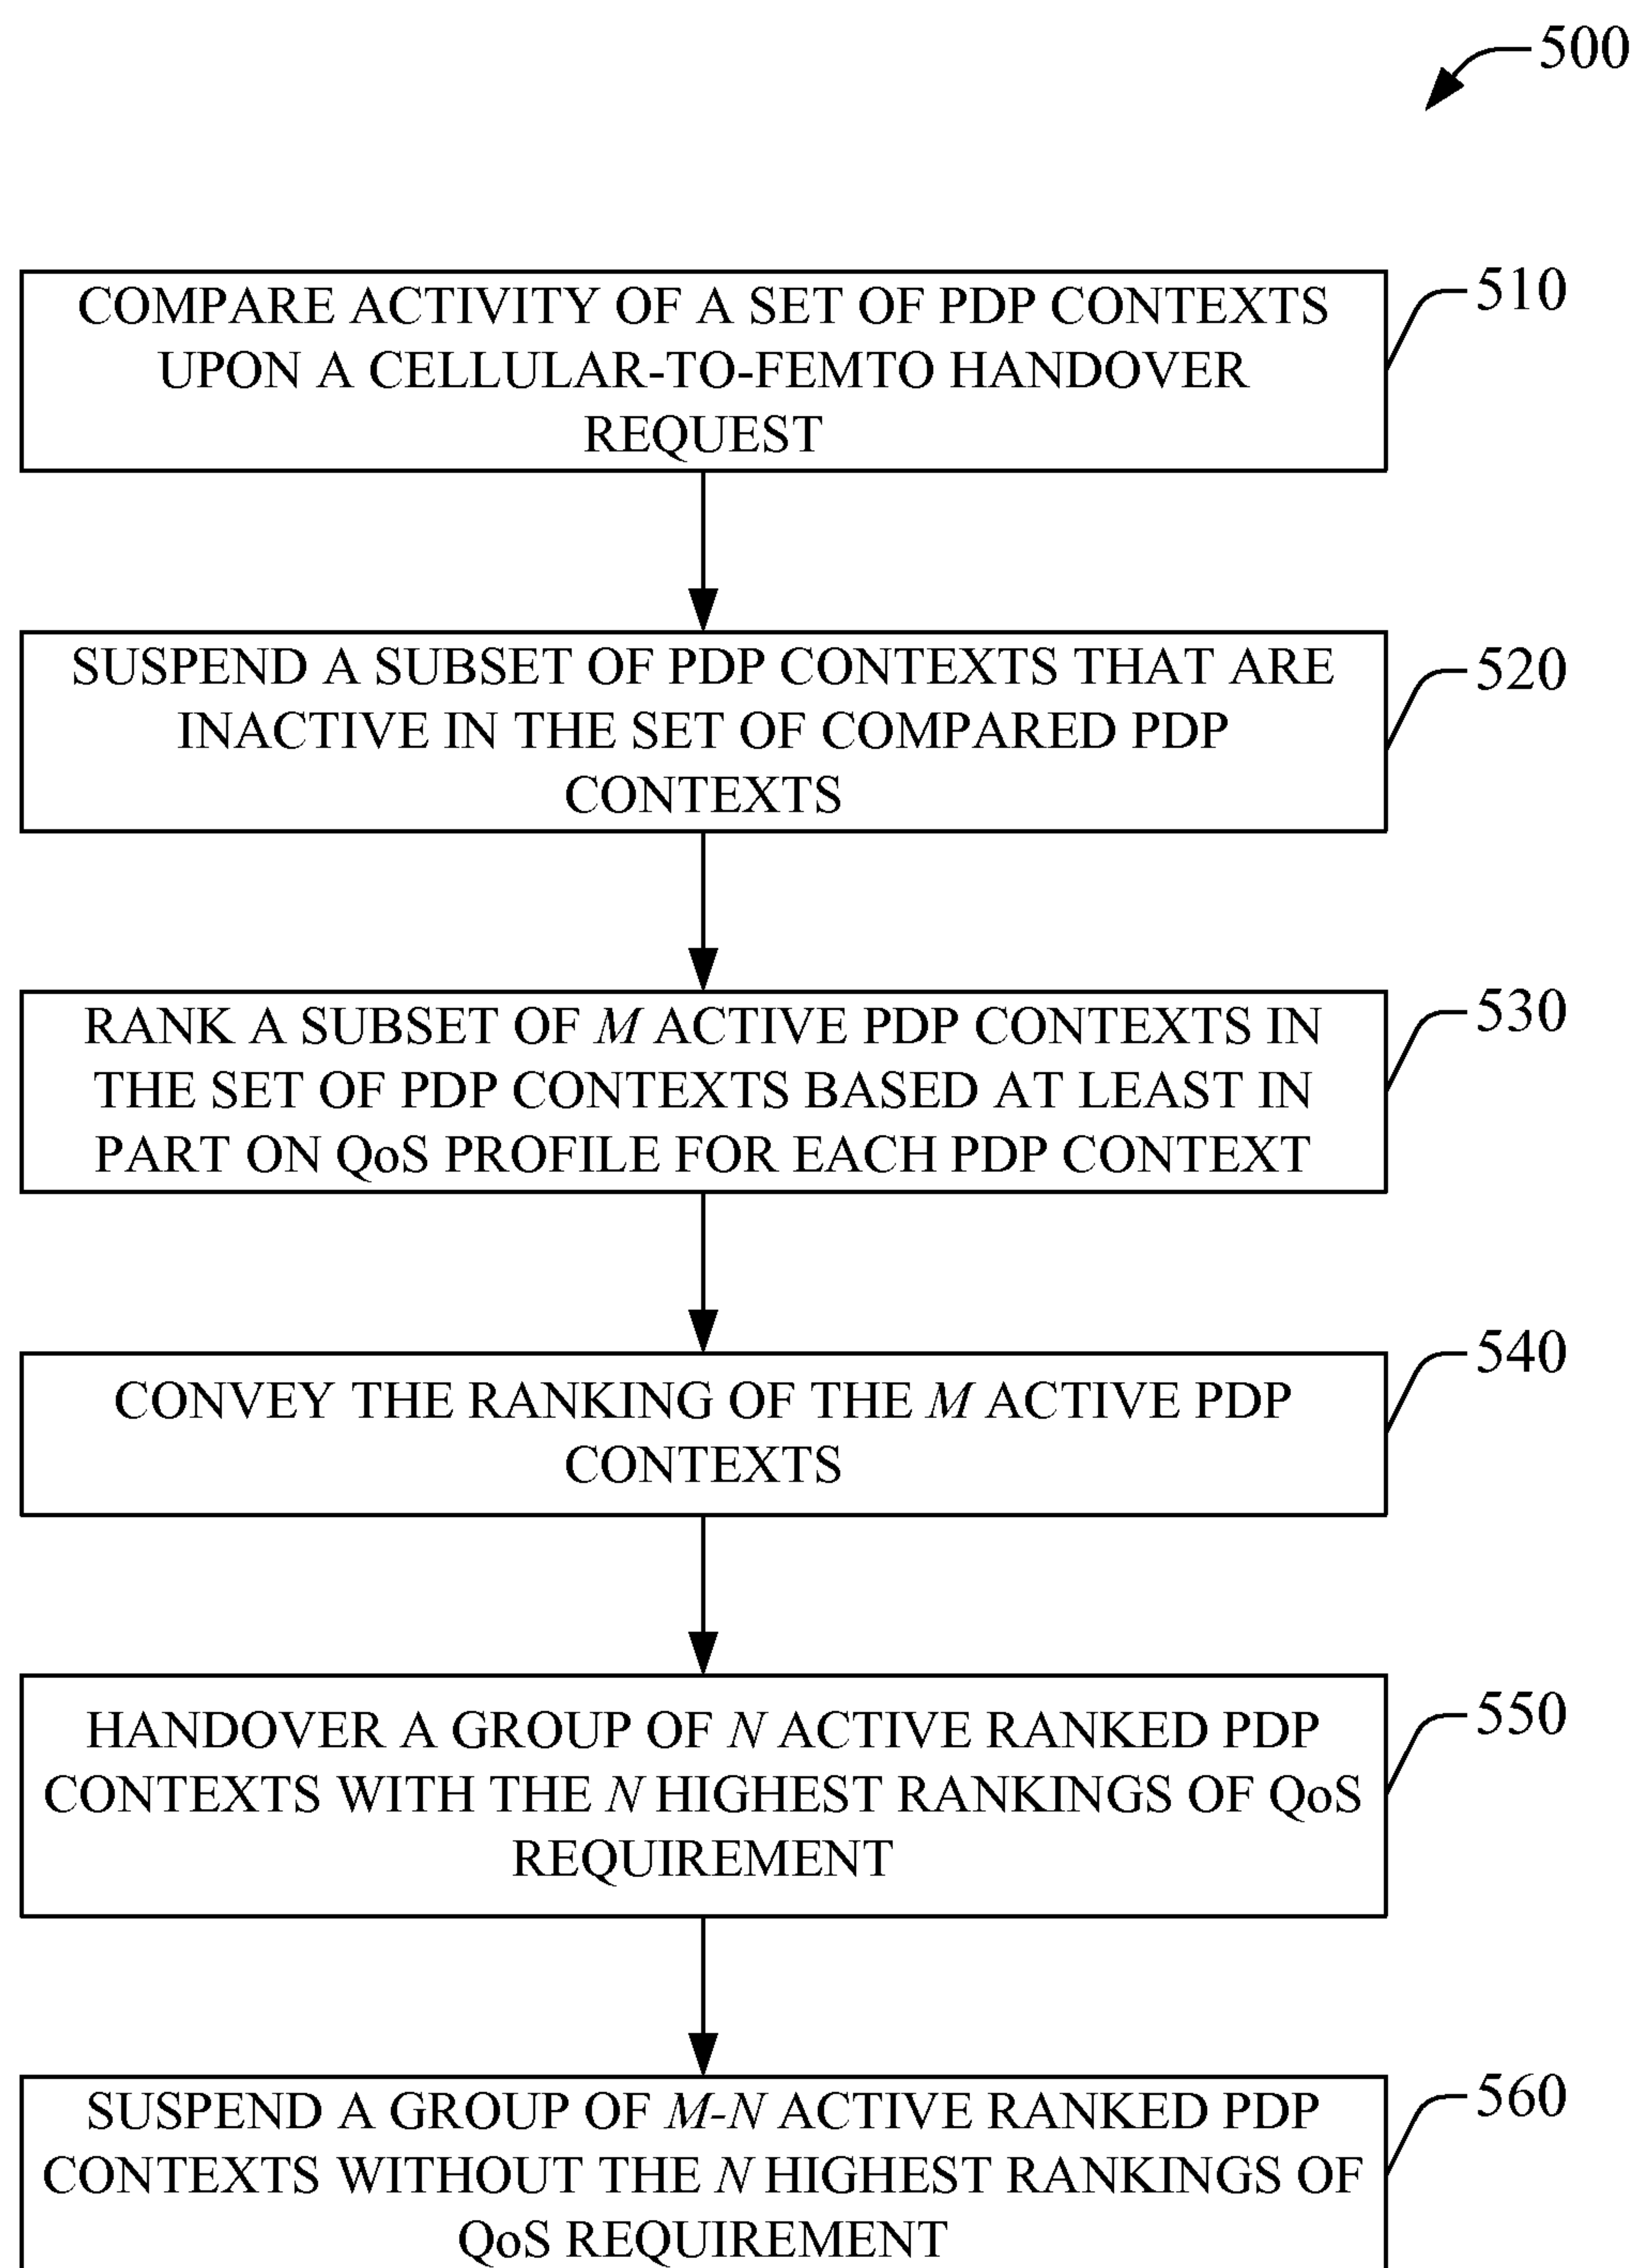 500
COMPARE ACTIVITY OF A SET OF PDP CONTEXTS
UPON A CELLULAR-TO-FEMTO HANDOVER
REQUEST
510
SUSPEND A SUBSET OF PDP CONTEXTS THAT ARE
INACTIVE IN THE SET OF COMPARED PDP
CONTEXTS
520
RANK A SUBSET OF M ACTIVE PDP CONTEXTS IN
THE SET OF PDP CONTEXTS BASED AT LEAST IN
PART ON QoS PROFILE FOR EACH PDP CONTEXT
530
CONVEY THE RANKING OF THE M ACTIVE PDP
CONTEXTS
540
HANDOVER A GROUP OF N ACTIVE RANKED PDP
CONTEXTS WITH THE N HIGHEST RANKINGS OF QoS
REQUIREMENT
550
SUSPEND A GROUP OF M-N ACTIVE RANKED PDP
CONTEXTS WITHOUT THE N HIGHEST RANKINGS OF
QoS REQUIREMENT
560